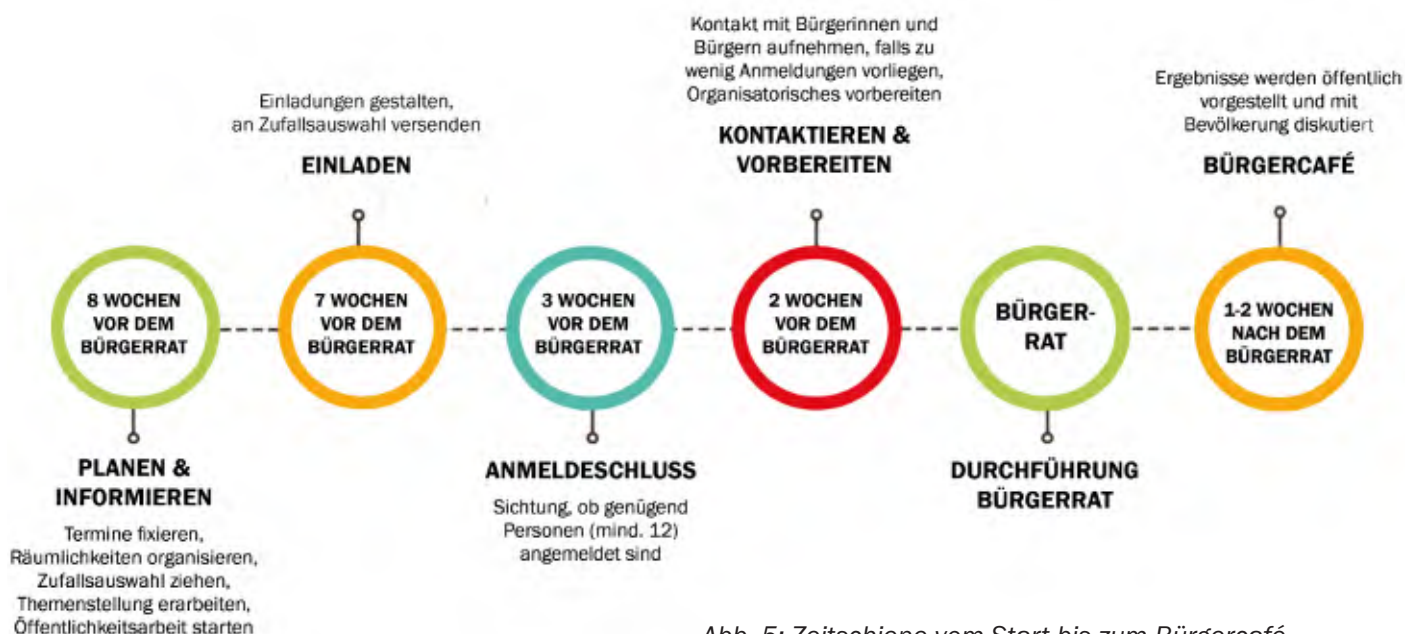 Kontakt mit Bürgerinnen und
Bürgern aufnehmen, falls zu
wenig Anmeldungen vorliegen,
Organisatorisches vorbereiten
KONTAKTIEREN &
VORBEREITEN
Ergebnisse werden öffentlich
vorgestellt und mit
Bevölkerung diskutiert
BÜRGERCAFÉ
Einladungen gestalten,
an Zufallsauswahl versenden
EINLADEN
8 WOCHEN
VOR DEM
BÜRGERRAT
7 WOCHEN
VOR DEM
BÜRGERRAT
3 WOCHEN
VOR DEM
BÜRGERRAT
2 WOCHEN
VOR DEM
BÜRGERRAT
BÜRGER-
RAT
1-2 WOCHEN
NACH DEM
BÜRGERRAT
PLANEN &
INFORMIEREN
Termine fixieren,
Räumlichkeiten organisieren,
Zufallsauswahl ziehen,
Themenstellung erarbeiten,
Öffentlichkeitsarbeit starten
ANMELDESCHLUSS
Sichtung, ob genügend
Personen (mind. 12)
angemeldet sind
DURCHFÜHRUNG
BÜRGERRAT
Abb. 5: Zeitschiene vom Start bis zum Bürgercafé